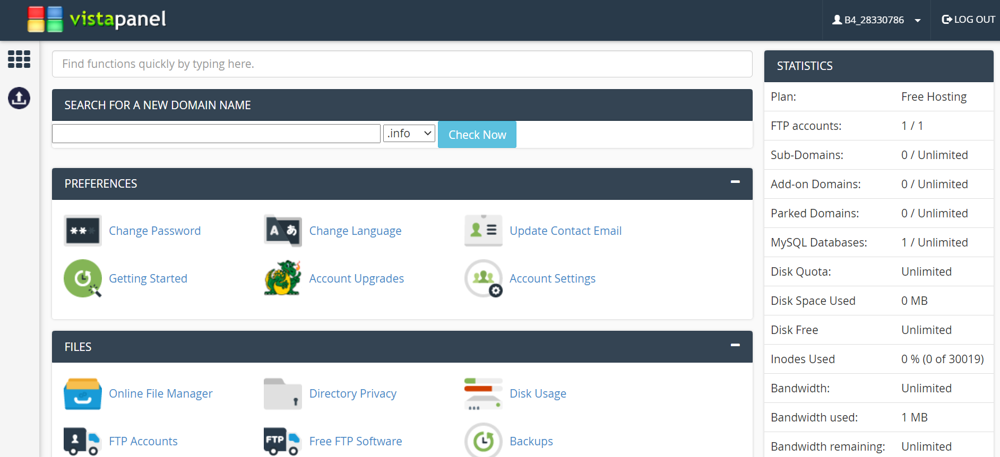 vistapanel
B4_28330786
LOG OUT
Find functions quickly by typing here.
SEARCH FOR A NEW DOMAIN NAME
.info
Check Now
PREFERENCES
Change Password
Change Language
Update Contact Email
Getting Started
Account Upgrades
Account Settings
FILES
Online File Manager
Directory Privacy
Disk Usage
FTP Accounts
FTP
Free FTP Software
Backups
STATISTICS
Plan: Free Hosting
FTP accounts: 1 / 1
Sub-Domains: 0 / Unlimited
Add-on Domains: 0 / Unlimited
Parked Domains: 0 / Unlimited
MySQL Databases: 1 / Unlimited
Disk Quota: Unlimited
Disk Space Used 0 MB
Disk Free Unlimited
Inodes Used 0 % (0 of 30019)
Bandwidth: Unlimited
Bandwidth used: 1 MB
Bandwidth remaining: Unlimited